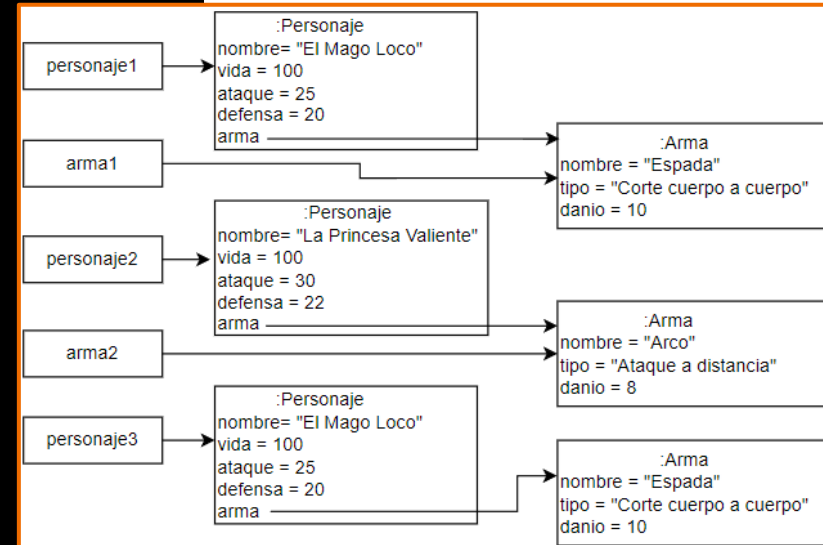 :Personaje
nombre= "El Mago Loco"
personaje1
vida = 100
ataque = 25
defensa = 20
arma
:Arma
arma1
nombre = "Espada"
tipo = "Corte cuerpo a cuerpo"
danio = 10
:Personaje
nombre= "La Princesa Valiente"
personaje2
vida = 100
ataque = 30
defensa = 22
arma
:Arma
arma2
nombre = "Arco"
tipo = "Ataque a distancia"
danio = 8
:Personaje
nombre= "El Mago Loco"
personaje3
vida = 100
ataque = 25
defensa = 20
arma
:Arma
nombre = "Espada"
tipo = "Corte cuerpo a cuerpo"
danio = 10